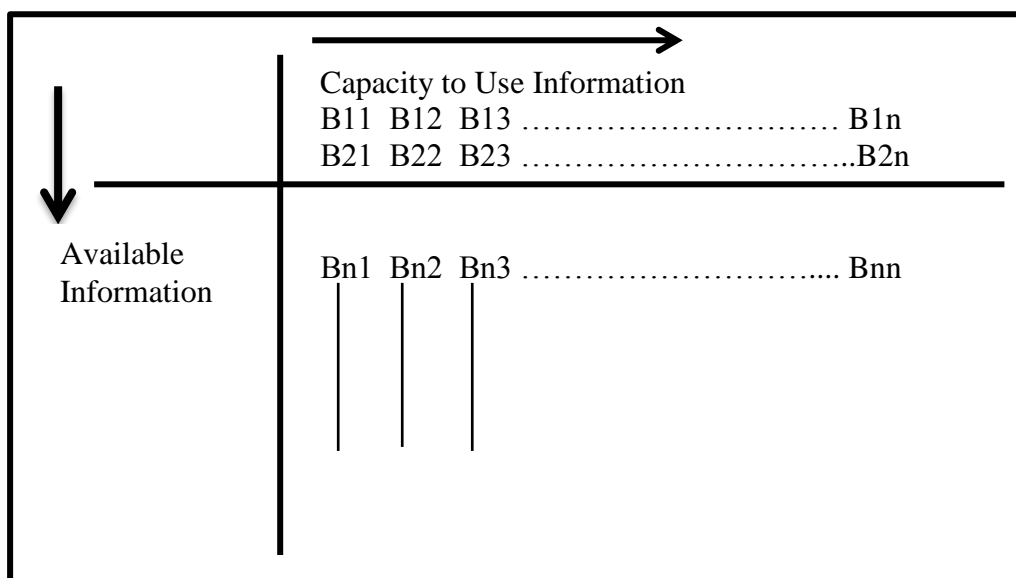 Capacity to Use Information
B11 B12 B13 ………………………… B1n
B21 B22 B23 …………………………..B2n
Available
Information
Bn1 Bn2 Bn3 ……………………….... Bnn